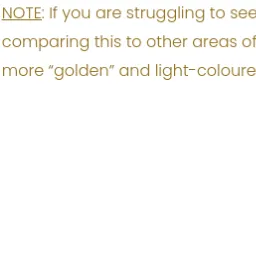 NOTE: If you are struggling to see
comparing this to other areas of
more “golden” and light-coloure